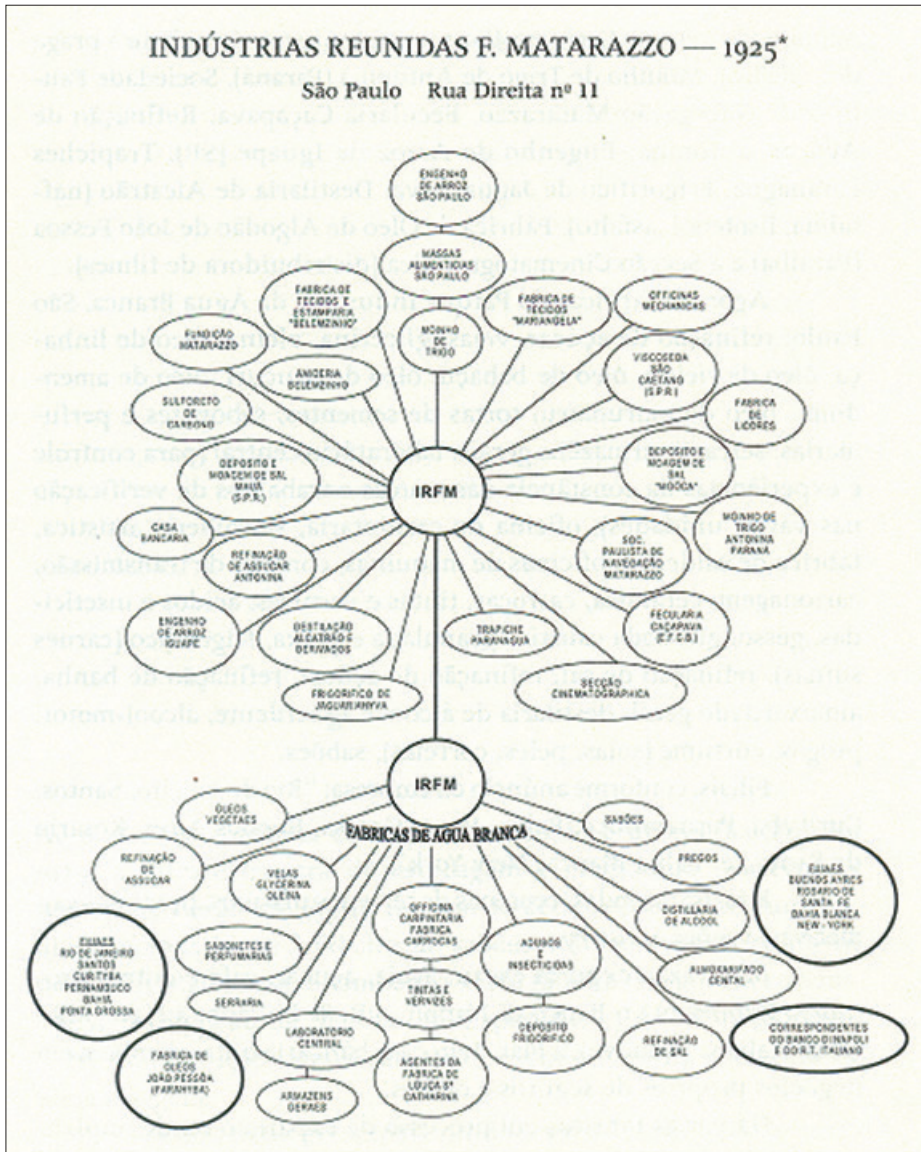 INDÚSTRIAS REUNIDAS F. MATARAZZO — 1925*
São Paulo Rua Direita nº 11
ENGENHO
DE ARROZ
SÃO PAULO
MASSAS
ALIMENTICIAS
SÃO PAULO
FABRICA DE
TECIDOS E
ESTAMPARIA
"BELEMZINHO"
MOINHO
DE
TRIGO
FABRICA DE
TECIDOS
"MARIANGELA"
OFFICINAS
MECHANICAS
FUNDIÇÃO
MATARAZZO
AMIDERIA
BELEMZINHO
VISCOSEDA
SÃO
CAETANO
(S.P.R.)
SULFORETO
DE
CARBONO
FABRICA
DE
LICORES
DEPOSITO E
MOAGEM DE SAL
MAUÁ
(S.P.R.)
IRFM
DEPOSITO E
MOAGEM DE
SAL
"MOÓCA"
CASA
BANCARIA
REFINAÇÃO
DE ASSUCAR
ANTONINA
SOC.
PAULISTA
DE
NAVEGAÇÃO
MATARAZZO
MOINHO DE
TRIGO
ANTONINA
PARANÁ
ENGENHO
DE ARROZ
IGUAPE
DESTILAÇÃO
ALCATRÃO E
DERIVADOS
TRAPICHE
PARANAGUÁ
FECULARIA
CAÇAPAVA
(E.F.C.B.)
FRIGORIFICO DE
JAGUARIAHYVA
SECÇÃO
CINEMATOGRAPHICA
IRFM
FABRICAS DE AGUA BRANCA
OLEOS
VEGETAES
SABÕES
REFINAÇÃO
DE
ASSUCAR
VELAS
GLYCERINA
OLEINA
PREGOS
FILIAES
BUENOS AYRES
ROSARIO DE
SANTA FE
BAHIA BLANCA
NEW-YORK
OFFICINA
CARPINTARIA
FABRICA
CARROÇAS
DISTILLARIA
DE ALCOOL
FILIAES
RIO DE JANEIRO
SANTOS
CURITYBA
PERNAMBUCO
BAHIA
PONTA GROSSA
SABONETES E
PERFUMARIAS
ADUBOS
E
INSETICIDAS
ALMOXARIFADO
GERAL
SERRARIA
TINTAS E
VERNIZES
LABORATORIO
CENTRAL
DEPOSITO
FRIGORIFICO
REFINAÇÃO
DE SAL
CORRESPONDENTES
DO BANCO DI NAPOLI
E DO R.T. ITALIANO
FABRICA DE
OLEOS
JOÃO PESSÔA
(PARAHYBA)
ARMAZENS
GERAES
AGENTES DA
FABRICA DE
LOUÇA Sª
CATHARINA